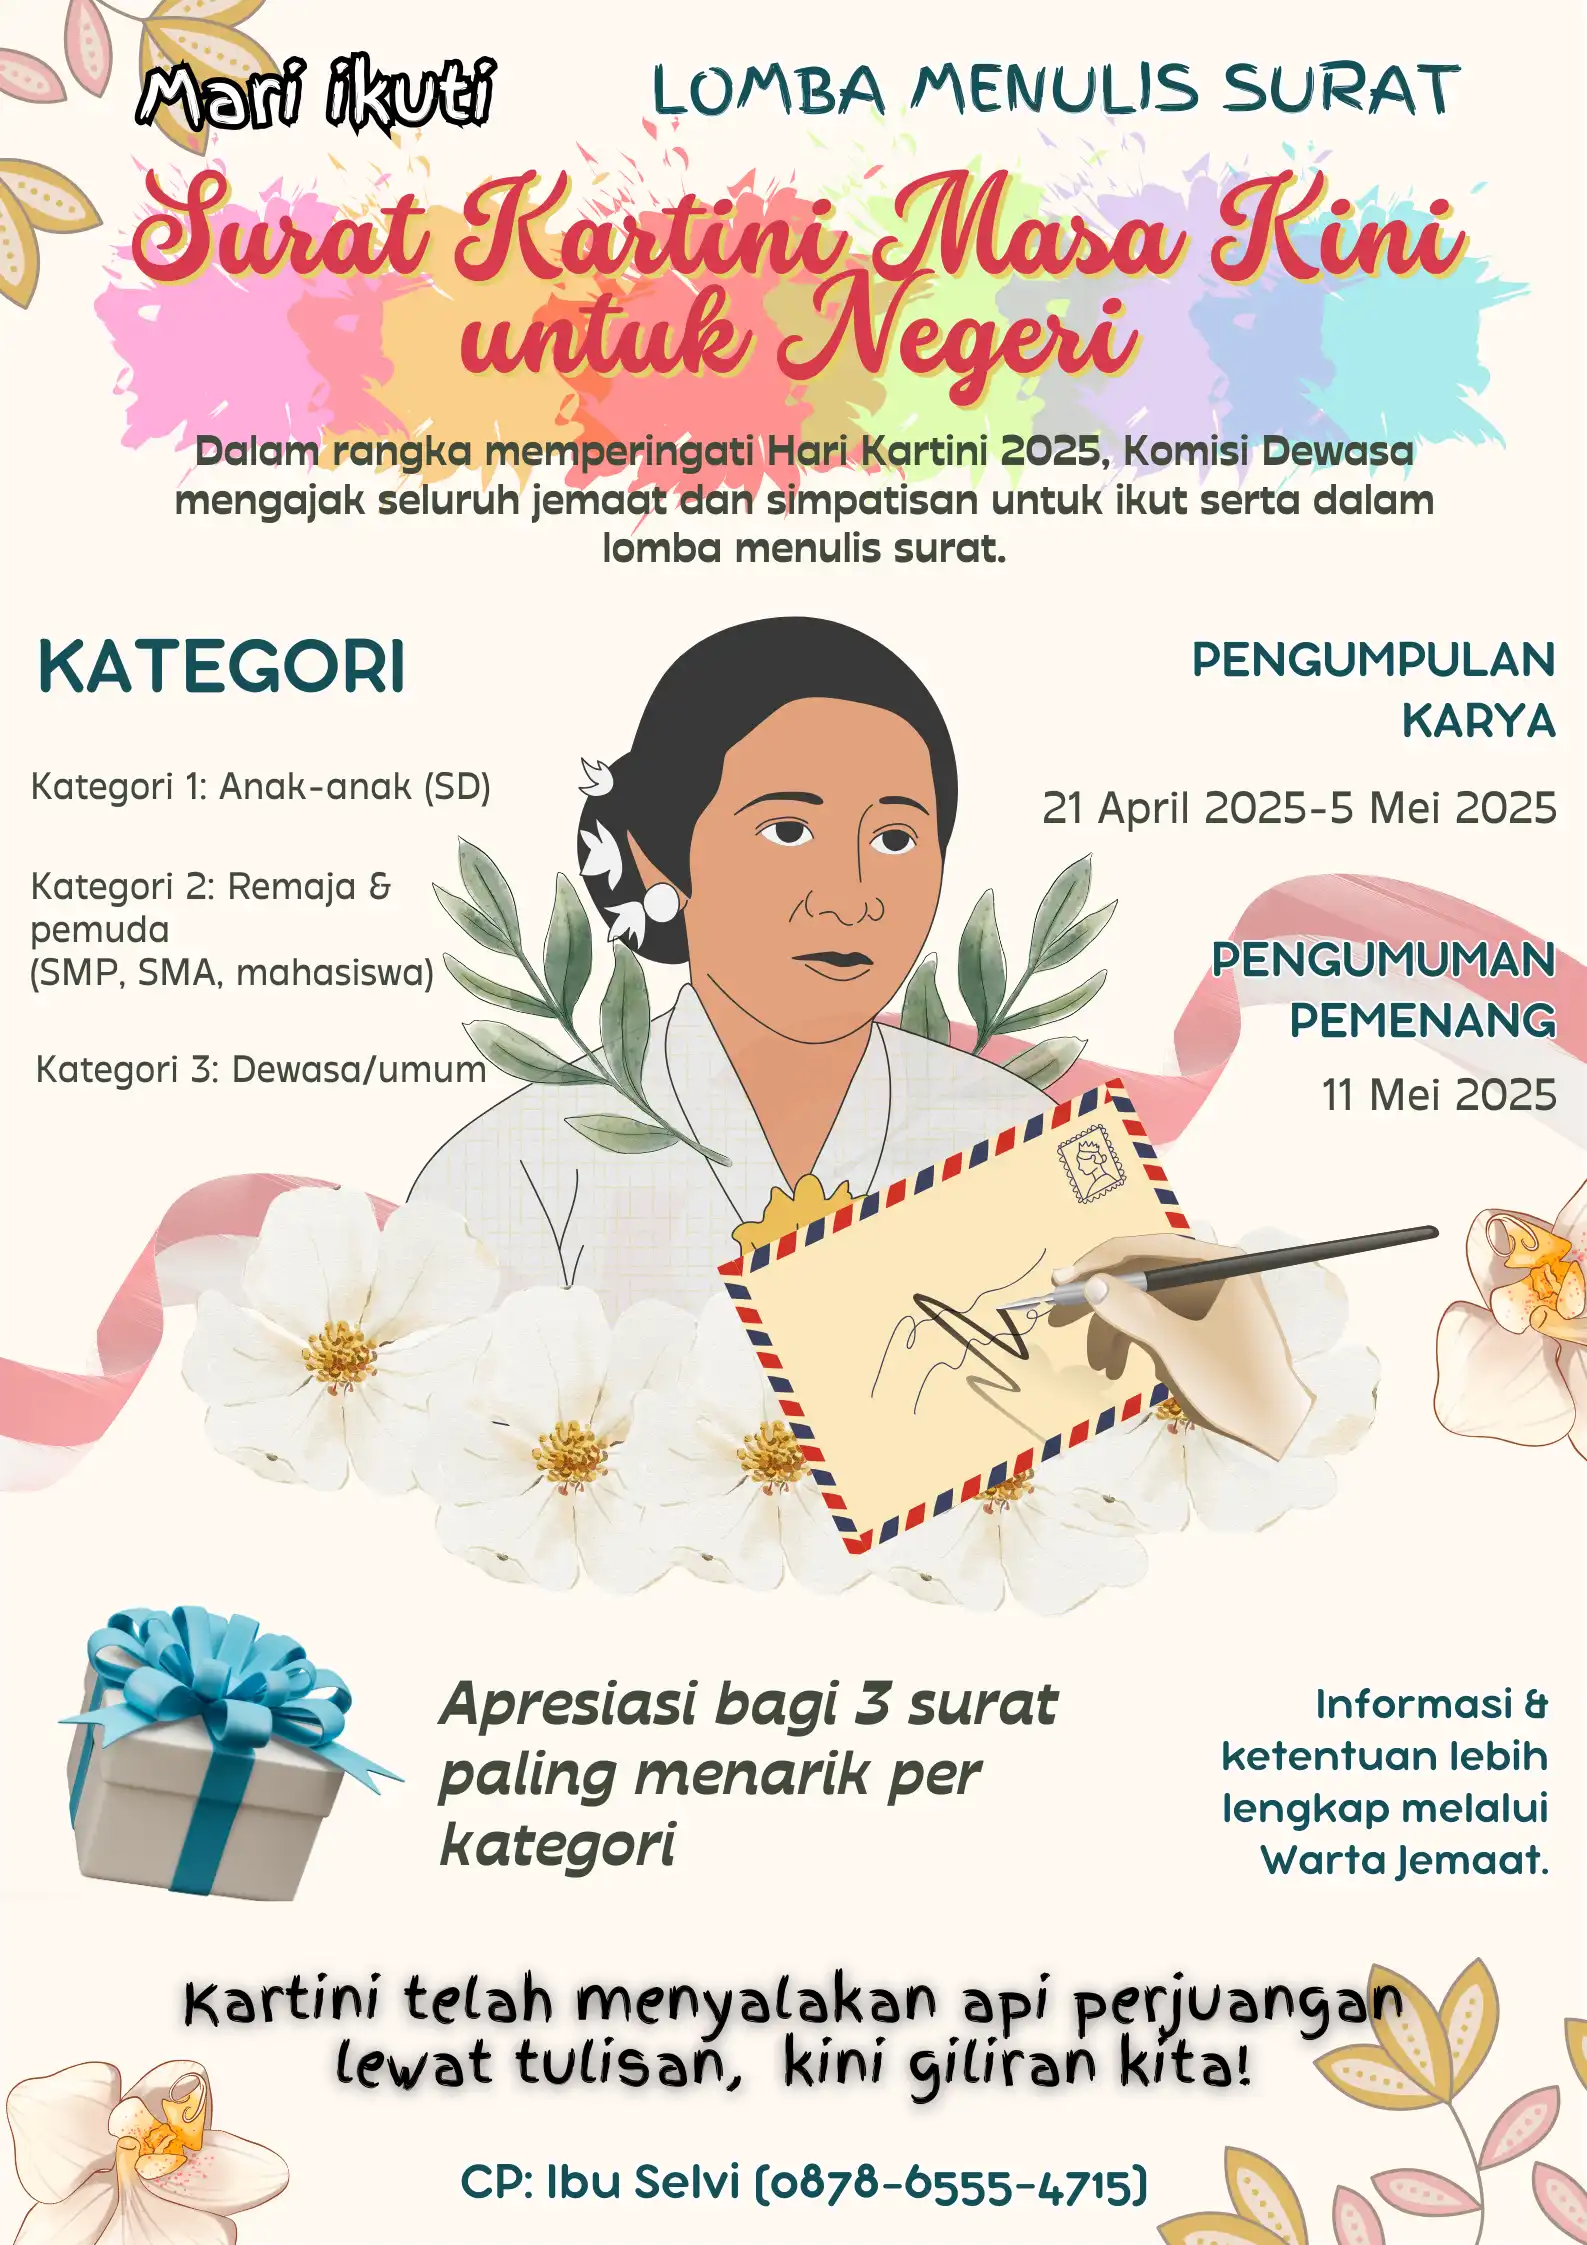 Mari ikuti
LOMBA MENULIS SURAT
Surat Kartini Masa Kini
untuk Negeri
Dalam rangka memperingati Hari Kartini 2025, Komisi Dewasa
mengajak seluruh jemaat dan simpatisan untuk ikut serta dalam
lomba menulis surat.
KATEGORI
Kategori 1: Anak-anak (SD)
Kategori 2: Remaja &
pemuda
(SMP, SMA, mahasiswa)
Kategori 3: Dewasa/umum
PENGUMPULAN
KARYA
21 April 2025-5 Mei 2025
PENGUMUMAN
PEMENANG
11 Mei 2025
Apresiasi bagi 3 surat
paling menarik per
kategori
Informasi &
ketentuan lebih
lengkap melalui
Warta Jemaat.
Kartini telah menyalakan api perjuangan
lewat tulisan, kini giliran kita!
CP: Ibu Selvi (0878-6555-4715)